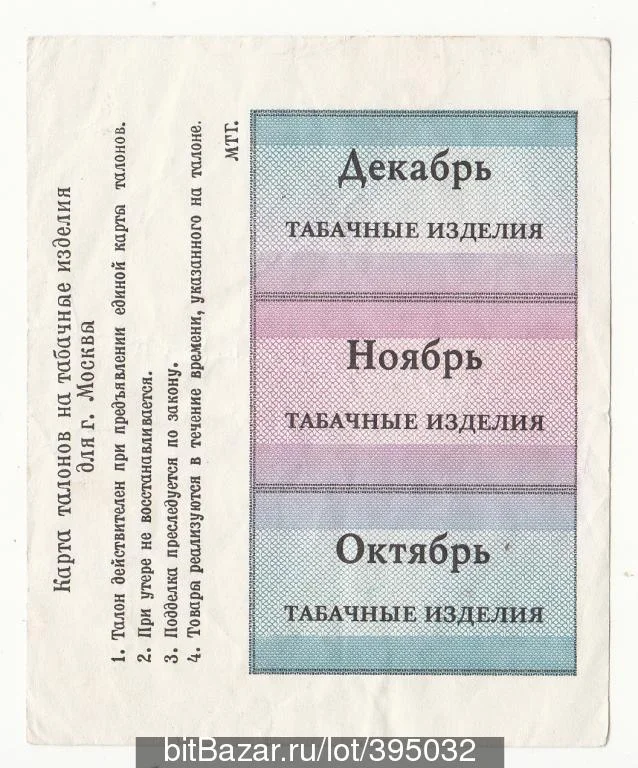 Карта талонов на табачные изделия
для г. Москвы
1. Талон действителен при предъявлении единой карты талонов.
2. При утере не восстанавливается.
3. Подделка преследуется по закону.
4. Товары реализуются в течение времени, указанного на талоне.
МТГ.
Декабрь
ТАБАЧНЫЕ ИЗДЕЛИЯ
Ноябрь
ТАБАЧНЫЕ ИЗДЕЛИЯ
Октябрь
ТАБАЧНЫЕ ИЗДЕЛИЯ
bitBazar.ru/lot/395032